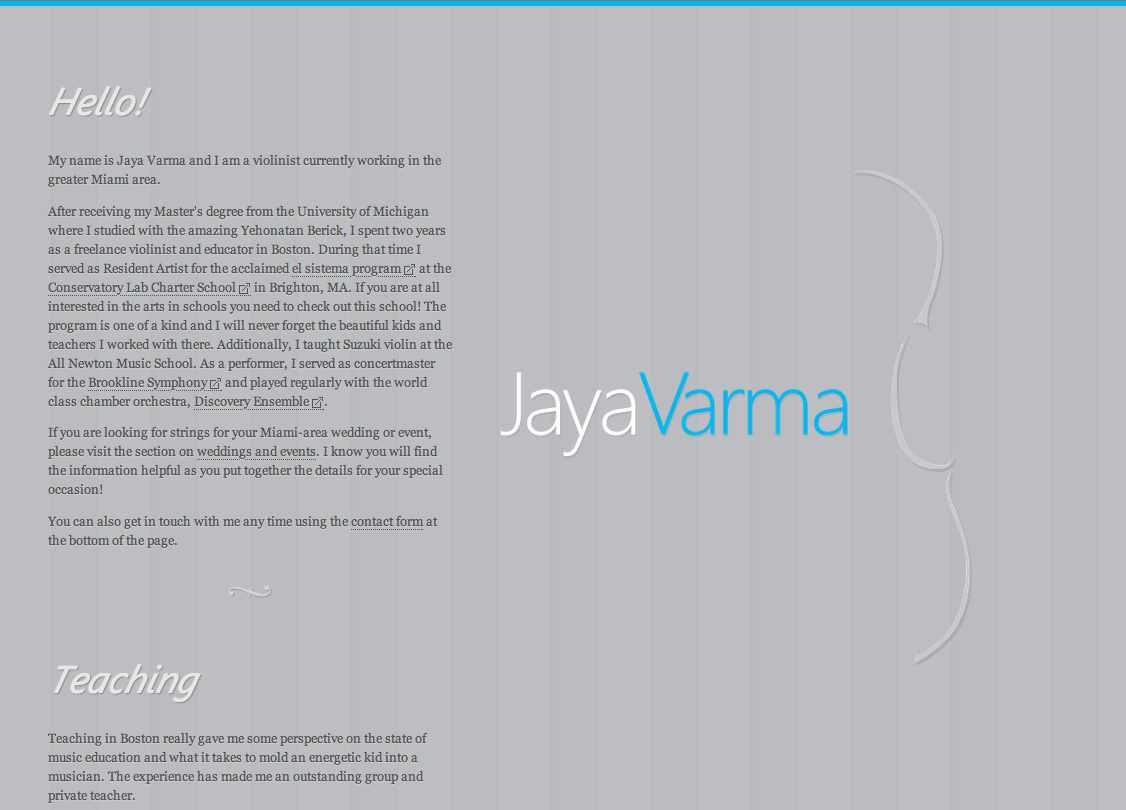 Hello!
My name is Jaya Varma and I am a violinist currently working in the
greater Miami area.
After receiving my Master's degree from the University of Michigan
where I studied with the amazing Yehonatan Berick, I spent two years
as a freelance violinist and educator in Boston. During that time I
served as Resident Artist for the acclaimed el sistema program at the
Conservatory Lab Charter School in Brighton, MA. If you are at all
interested in the arts in schools you need to check out this school! The
program is one of a kind and I will never forget the beautiful kids and
teachers I worked with there. Additionally, I taught Suzuki violin at the
All Newton Music School. As a performer, I served as concertmaster
for the Brookline Symphony and played regularly with the world
class chamber orchestra, Discovery Ensemble.
If you are looking for strings for your Miami-area wedding or event,
please visit the section on weddings and events. I know you will find
the information helpful as you put together the details for your special
occasion!
You can also get in touch with me any time using the contact form at
the bottom of the page.
Teaching
Teaching in Boston really gave me some perspective on the state of
music education and what it takes to mold an energetic kid into a
musician. The experience has made me an outstanding group and
private teacher.
JayaVarma